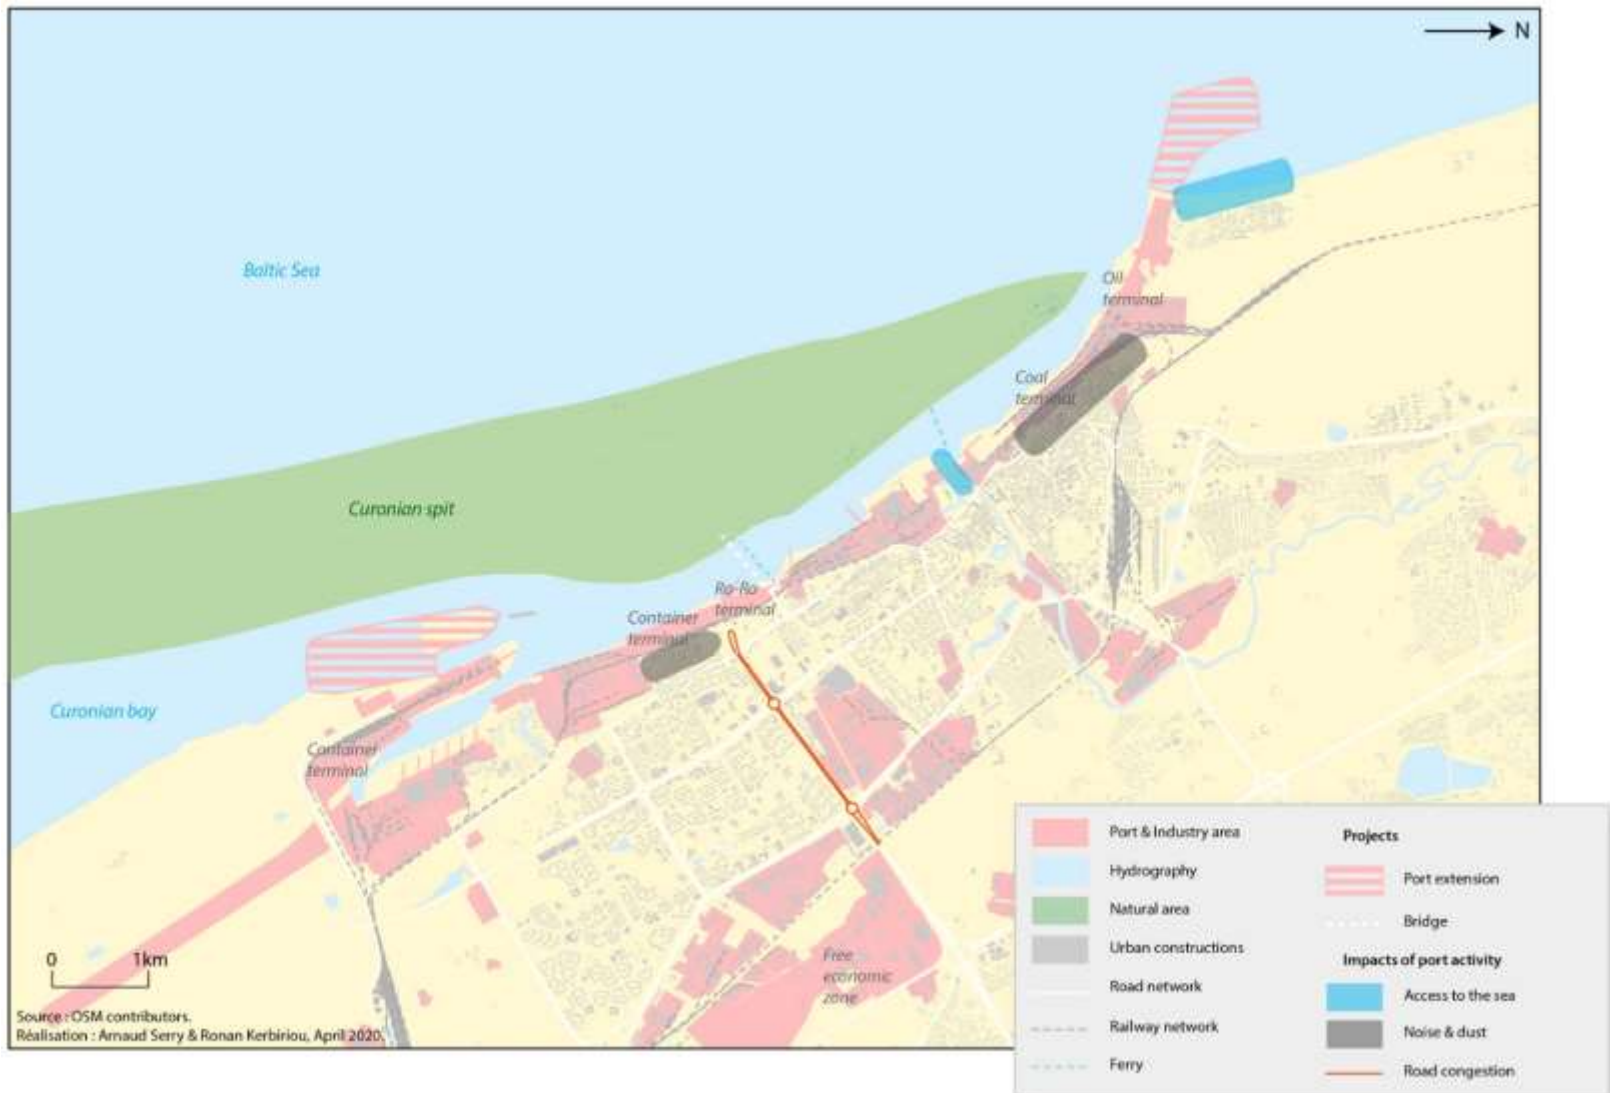 N
Baltic Sea
Oil
terminal
Coal
terminal
Curonian spit
Ro-Ro
terminal
Container
terminal
Curonian bay
Container
terminal
Free
economic
zone
0 1km
Source : OSM contributors.
Réalisation : Arnaud Serry & Ronan Kerbiriou, April 2020.
Port & Industry area
Hydrography
Natural area
Urban constructions
Road network
Railway network
Ferry
Projects
Port extension
Bridge
Impacts of port activity
Access to the sea
Noise & dust
Road congestion